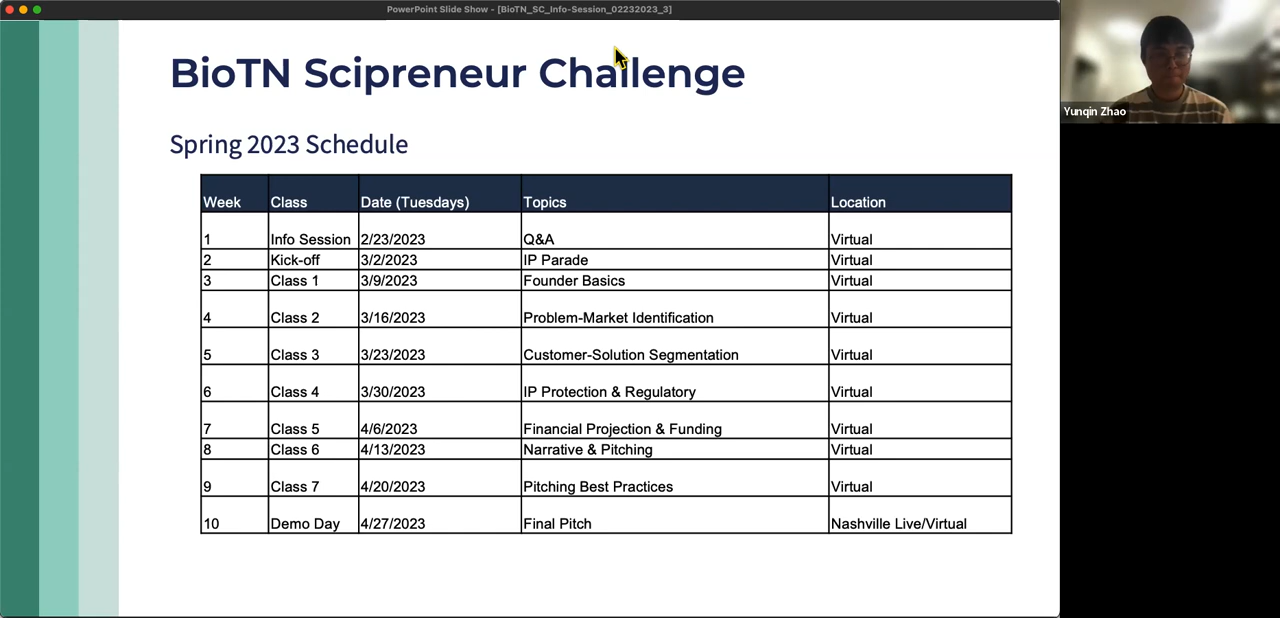 PowerPoint Slide Show - [BioTN_SC_Info-Session_02232023_3]
BioTN Scipreneur Challenge
Yunqin Zhao
Spring 2023 Schedule
Week Class Date (Tuesdays) Topics Location
1 Info Session 2/23/2023 Q&A Virtual
2 Kick-off 3/2/2023 IP Parade Virtual
3 Class 1 3/9/2023 Founder Basics Virtual
4 Class 2 3/16/2023 Problem-Market Identification Virtual
5 Class 3 3/23/2023 Customer-Solution Segmentation Virtual
6 Class 4 3/30/2023 IP Protection & Regulatory Virtual
7 Class 5 4/6/2023 Financial Projection & Funding Virtual
8 Class 6 4/13/2023 Narrative & Pitching Virtual
9 Class 7 4/20/2023 Pitching Best Practices Virtual
10 Demo Day 4/27/2023 Final Pitch Nashville Live/Virtual